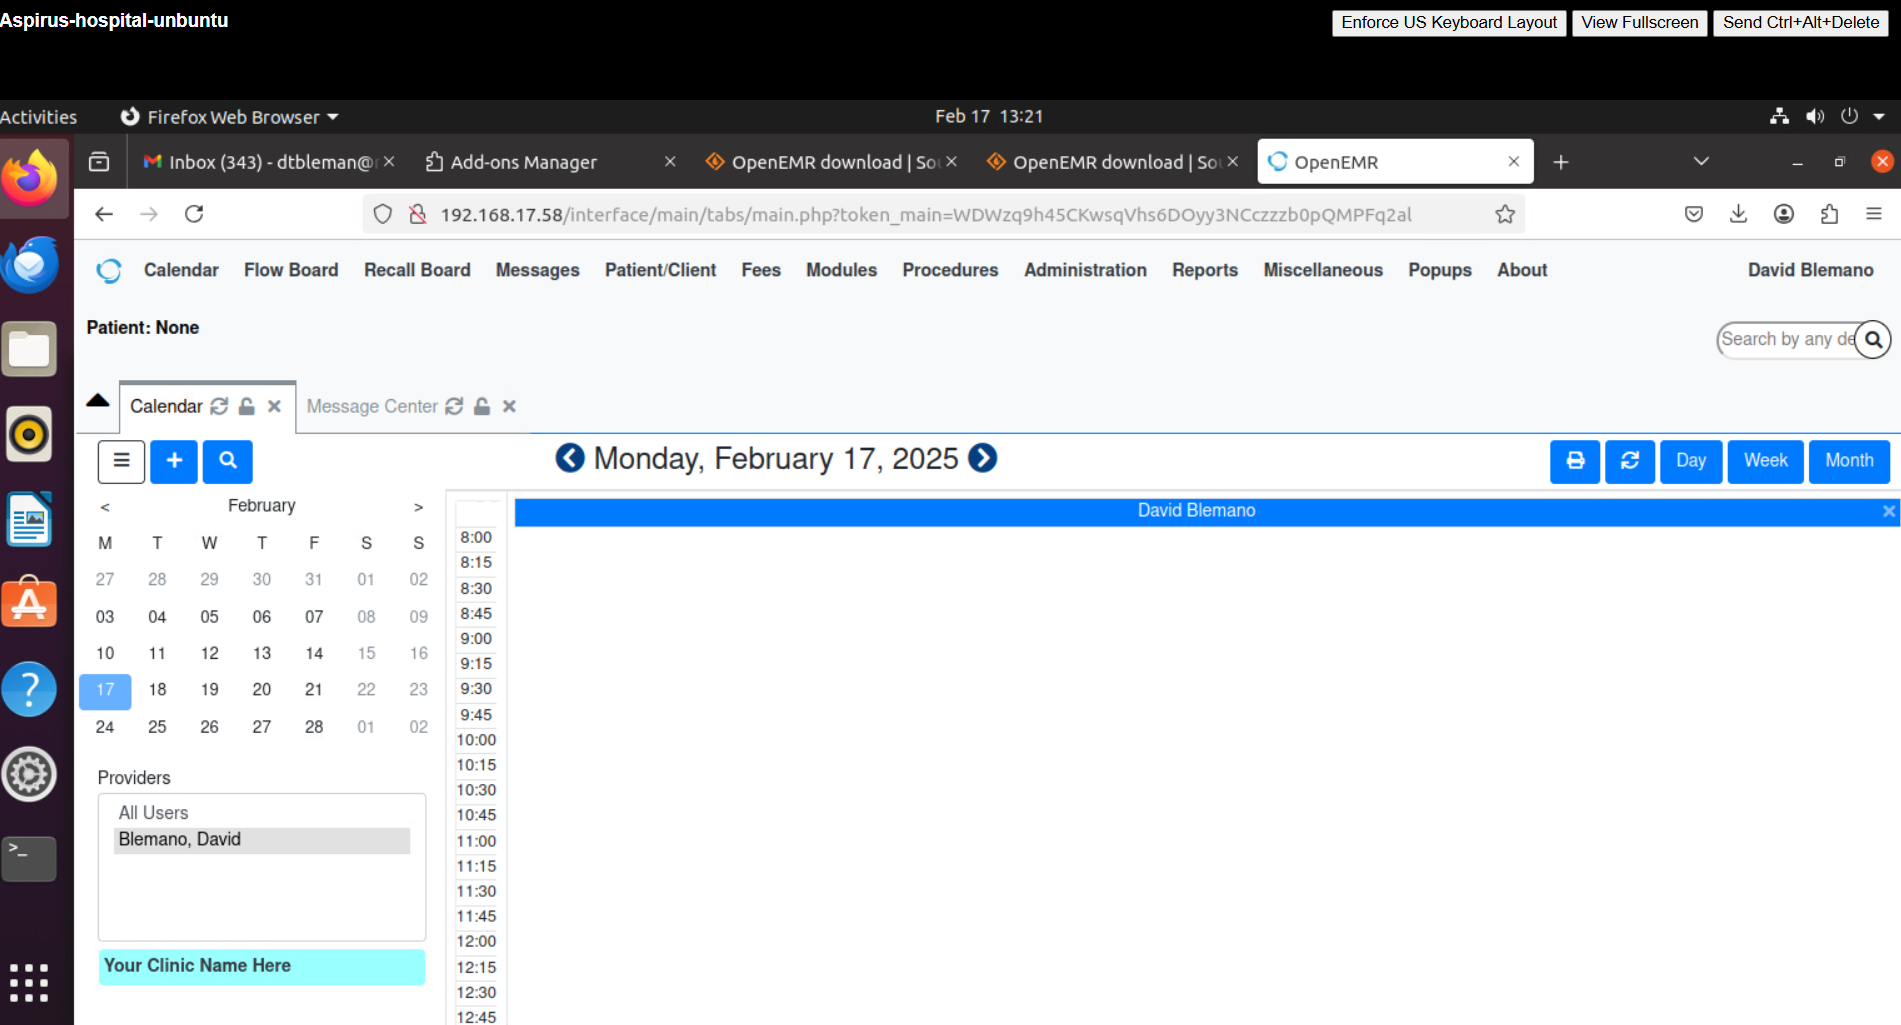 Aspirus-hospital-unbuntu
Enforce US Keyboard Layout View Fullscreen Send Ctrl+Alt+Delete
Activities Firefox Web Browser Feb 17 13:21
Inbox (343) - dtbleman@ Add-ons Manager OpenEMR download | Sou OpenEMR download | Sou OpenEMR
192.168.17.58/interface/main/tabs/main.php?token_main=WDWzq9h45CKwsqVhs6DOyy3NCczzzb0pQMPFq2al
Calendar Flow Board Recall Board Messages Patient/Client Fees Modules Procedures Administration Reports Miscellaneous Popups About David Blemano
Patient: None
Search by any de
Calendar Message Center
Monday, February 17, 2025 Day Week Month
< February >
David Blemano
M T W T F S S
27 28 29 30 31 01 02
03 04 05 06 07 08 09
10 11 12 13 14 15 16
17 18 19 20 21 22 23
24 25 26 27 28 01 02
Providers
All Users
Blemano, David
Your Clinic Name Here
8:00
8:15
8:30
8:45
9:00
9:15
9:30
9:45
10:00
10:15
10:30
10:45
11:00
11:15
11:30
11:45
12:00
12:15
12:30
12:45